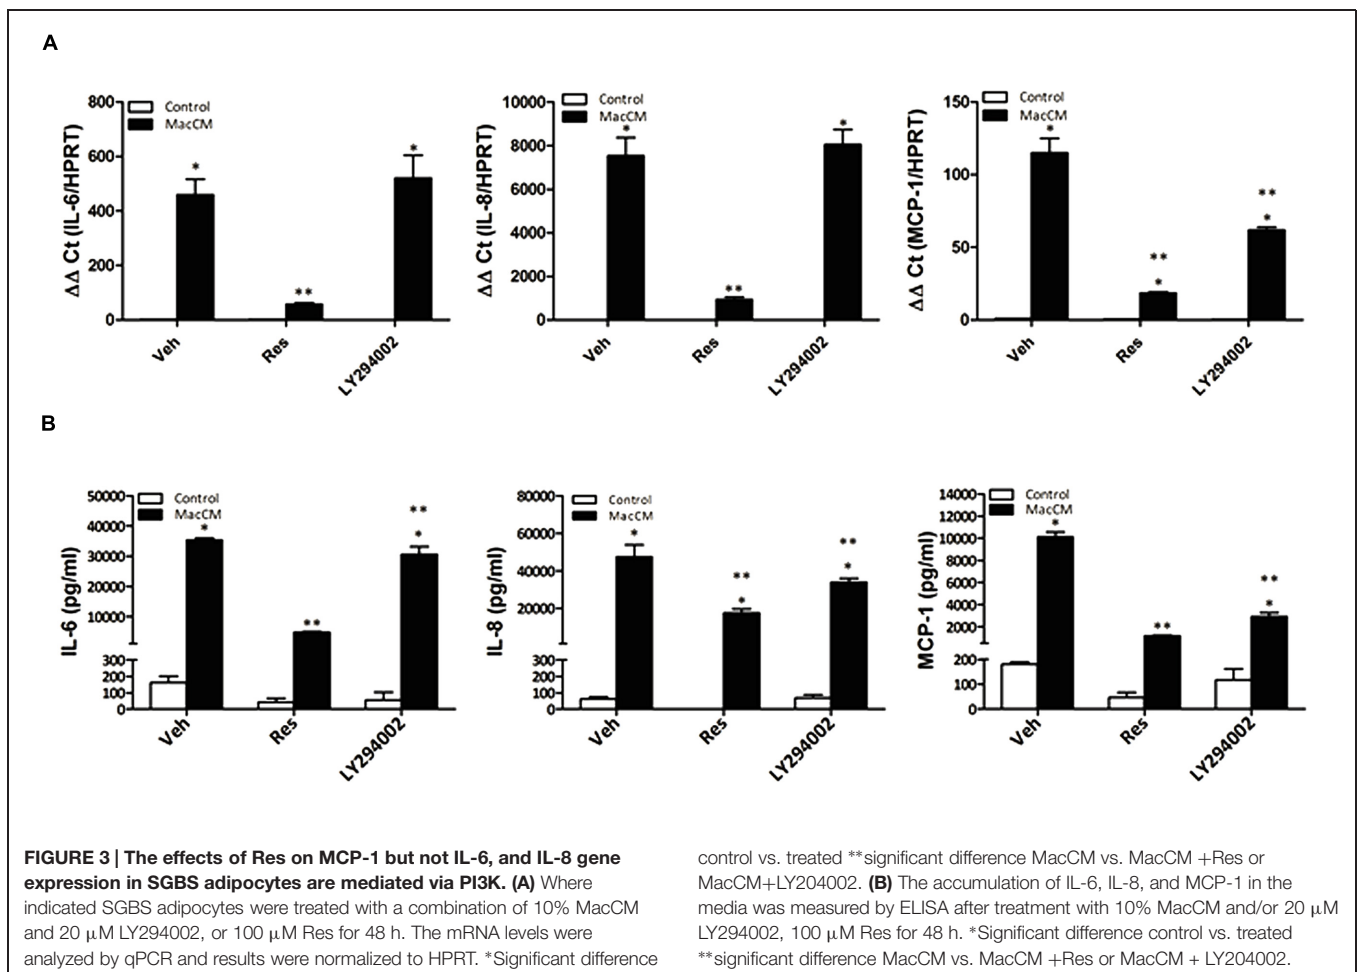 A
800
600
400
200
0
ΔΔ Ct (IL-6/HPRT)
Control
MacCM
*
**
*
Veh
Res
LY294002
10000
8000
6000
4000
2000
0
ΔΔ Ct (IL-8/HPRT)
Control
MacCM
*
**
*
Veh
Res
LY294002
150
100
50
0
ΔΔ Ct (MCP-1/HPRT)
Control
MacCM
*
**
*
**
*
Veh
Res
LY294002
B
50000
40000
30000
20000
10000
300
200
100
0
IL-6 (pg/ml)
Control
MacCM
*
**
**
*
Veh
Res
LY294002
80000
60000
40000
20000
300
200
100
0
IL-8 (pg/ml)
Control
MacCM
*
**
*
**
*
Veh
Res
LY294002
14000
12000
10000
8000
6000
4000
2000
200
100
0
MCP-1 (pg/ml)
Control
MacCM
*
**
**
*
Veh
Res
LY294002
FIGURE 3 | The effects of Res on MCP-1 but not IL-6, and IL-8 gene
expression in SGBS adipocytes are mediated via PI3K. (A) Where
indicated SGBS adipocytes were treated with a combination of 10% MacCM
and 20 μM LY294002, or 100 μM Res for 48 h. The mRNA levels were
analyzed by qPCR and results were normalized to HPRT. *Significant difference
control vs. treated **significant difference MacCM vs. MacCM +Res or
MacCM+LY204002. (B) The accumulation of IL-6, IL-8, and MCP-1 in the
media was measured by ELISA after treatment with 10% MacCM and/or 20 μM
LY294002, 100 μM Res for 48 h. *Significant difference control vs. treated
**significant difference MacCM vs. MacCM +Res or MacCM + LY204002.